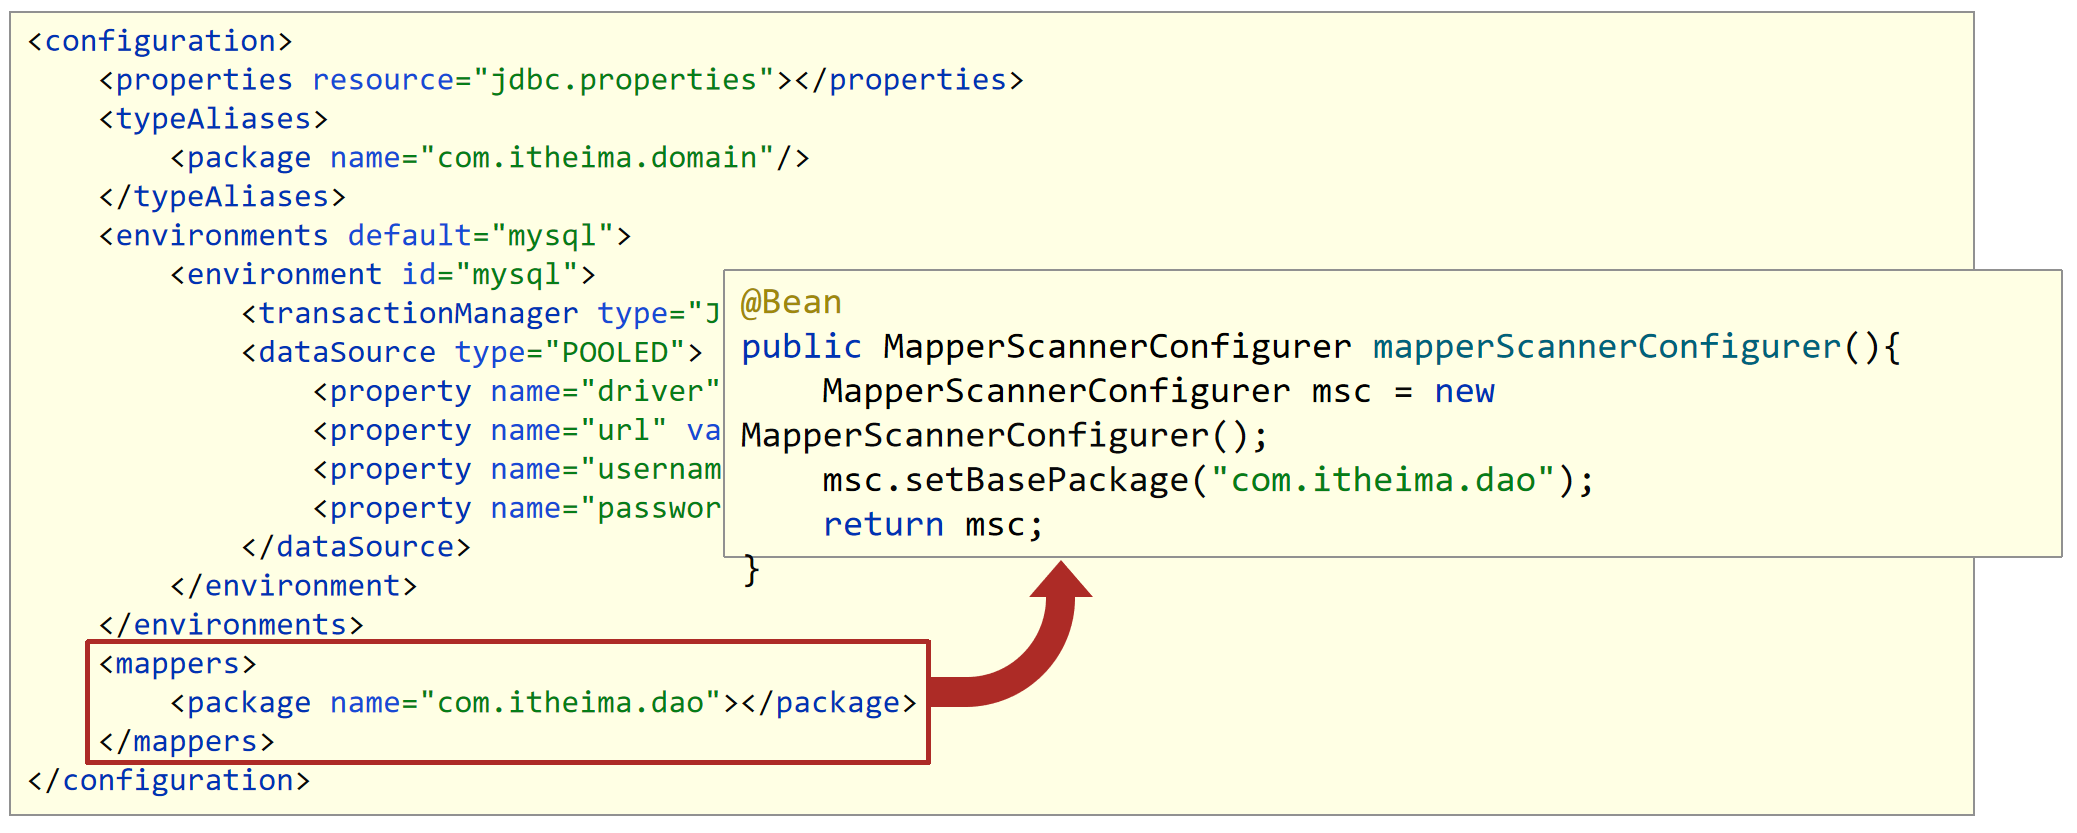 <configuration>
    <properties resource="jdbc.properties"></properties>
    <typeAliases>
        <package name="com.itheima.domain"/>
    </typeAliases>
    <environments default="mysql">
        <environment id="mysql">
            <transactionManager type="J
            <dataSource type="POOLED">
                <property name="driver"
                <property name="url" va
                <property name="usernam
                <property name="passwor
            </dataSource>
        </environment>
    </environments>
    <mappers>
        <package name="com.itheima.dao"></package>
    </mappers>
</configuration>
@Bean
public MapperScannerConfigurer mapperScannerConfigurer(){
    MapperScannerConfigurer msc = new
MapperScannerConfigurer();
    msc.setBasePackage("com.itheima.dao");
    return msc;
}